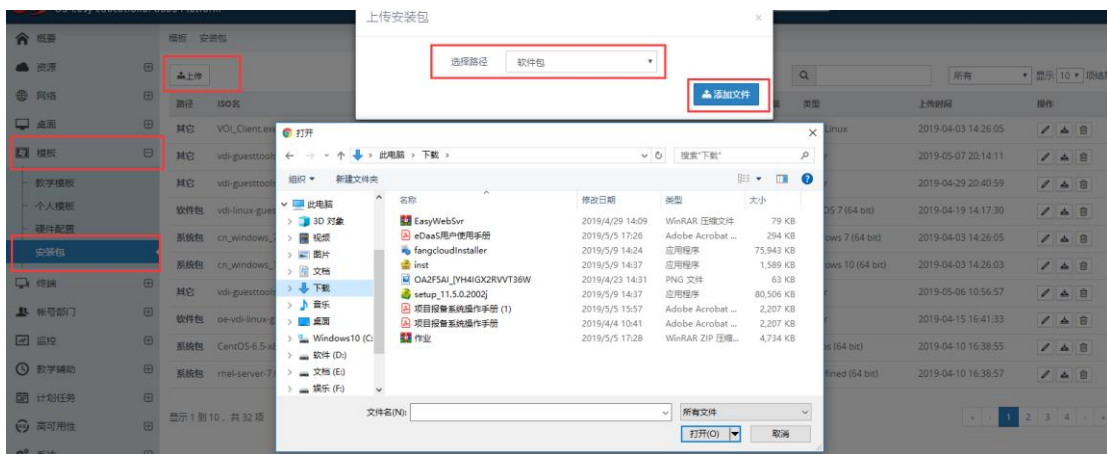 上传安装包 ×
概要
模板 安装包
选择路径 软件包
资源
上传
所有 显示 10
网络
添加文件
路径 ISO名 类型 上传时间 操作
桌面
其它 VOI_Client.exe Linux 2019-04-03 14:26:05
模板
其它 vdi-guesttools 2019-05-07 20:14:11
教学模板
其它 vdi-guesttools 2019-04-29 20:40:59
个人模板
软件包 vdi-linux-gues OS 7 (64 bit) 2019-04-19 14:17:30
硬件配置
系统包 cn_windows_7 ows 7 (64 bit) 2019-04-03 14:26:05
安装包
系统包 cn_windows_1 ows 10 (64 bit) 2019-04-03 14:26:03
终端
其它 vdi-guesttools 2019-05-06 10:56:57
帐号部门
软件包 oe-vdi-linux-g 2019-04-15 16:41:33
监控
系统包 CentOS-6.5-x8 os (64 bit) 2019-04-10 16:38:55
教学辅助
系统包 rhel-server-7. fined (64 bit) 2019-04-10 16:38:57
计划任务
显示 1 到 10 , 共 32 项 1 2 3 4
高可用性
打开
此电脑 > 下载 >
搜索"下载"
组织 新建文件夹
名称 修改日期 类型 大小
此电脑
3D 对象
视频
图片
文档
下载
音乐
桌面
Windows10 (C:
软件 (D:)
文档 (E:)
娱乐 (F:)
EasyWebSvr 2019/4/29 14:09 WinRAR 压缩文件 79 KB
eDaaS用户使用手册 2019/5/5 17:26 Adobe Acrobat ... 294 KB
fangcloudInstaller 2019/5/9 14:24 应用程序 75,943 KB
inst 2019/5/9 14:37 应用程序 1,589 KB
OA2F5AI_[YH4IGX2RVVT36W 2019/4/23 14:31 PNG 文件 63 KB
setup_11.5.0.2002j 2019/5/9 14:37 应用程序 80,506 KB
项目报备系统操作手册 (1) 2019/5/5 15:57 Adobe Acrobat ... 2,207 KB
项目报备系统操作手册 2019/4/4 10:41 Adobe Acrobat ... 2,207 KB
作业 2019/5/5 17:28 WinRAR ZIP 压缩... 4,734 KB
文件名(N): 所有文件
打开(O) 取消